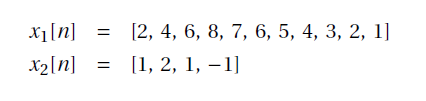 x₁[n] = [2, 4, 6, 8, 7, 6, 5, 4, 3, 2, 1]
x₂[n] = [1, 2, 1, −1]